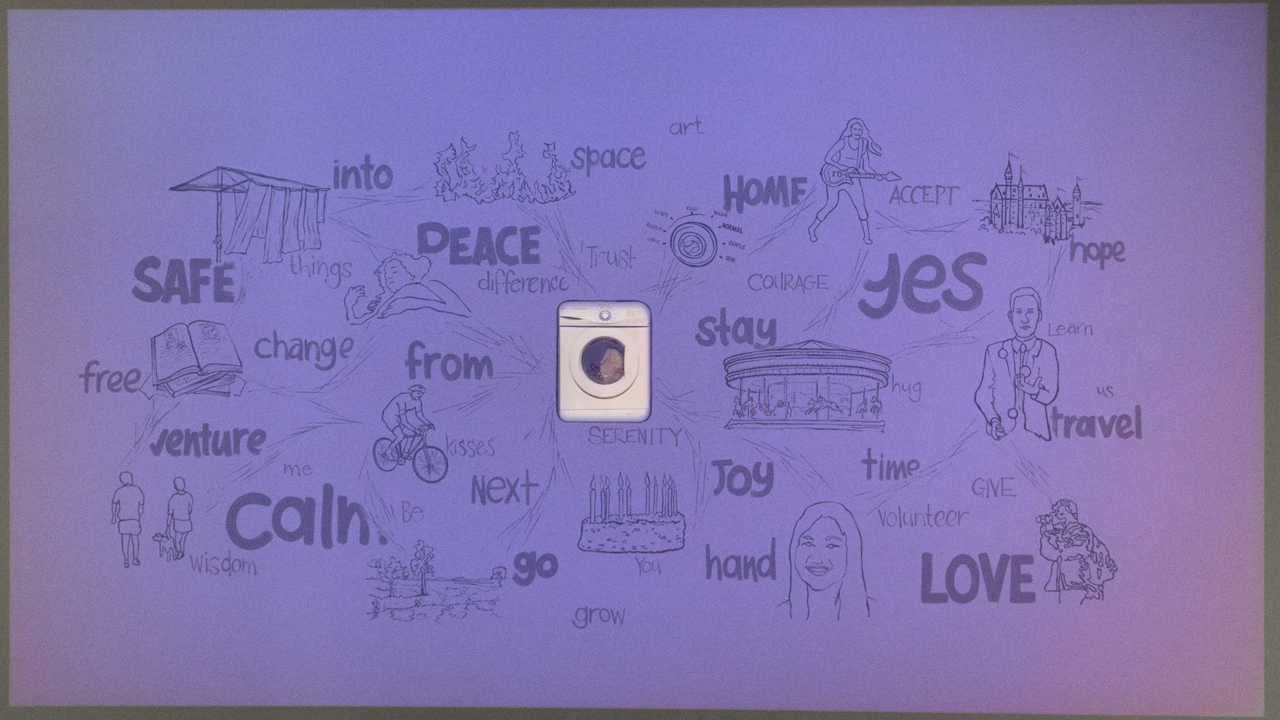 art
into
space
HOME
ACCEPT
PEACE
Trust
NORMAL
GENTLE
hope
SAFE
things
difference
COURAGE
yes
change
from
stay
Learn
free
hug
us
venture
kisses
SERENITY
travel
me
Next
Joy
time
GIVE
Calm
Be
Volunteer
wisdom
go
You
hand
LOVE
grow